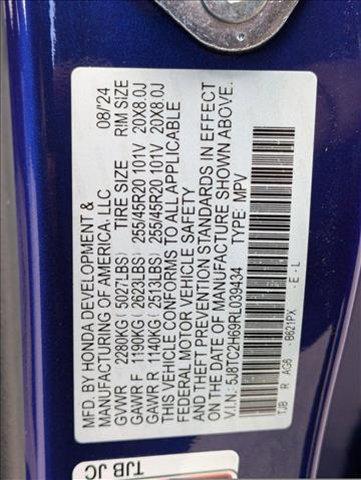 MFD. BY HONDA DEVELOPMENT &
MANUFACTURING OF AMERICA, LLC 08/'24
GVWR 2280KG (5027LBS) TIRE SIZE RIM SIZE
GAWR F 1190KG (2623LBS) 255/45R20 101V 20X8.0J
GAWR R 1140KG (2513LBS) 255/45R20 101V 20X8.0J
THIS VEHICLE CONFORMS TO ALL APPLICABLE
FEDERAL MOTOR VEHICLE SAFETY
AND THEFT PREVENTION STANDARDS IN EFFECT
ON THE DATE OF MANUFACTURE SHOWN ABOVE.
V.I.N.: 5J8TC2H69RL039434 TYPE: MPV
TJB R AG6 B621PX - E - L
TJB JC